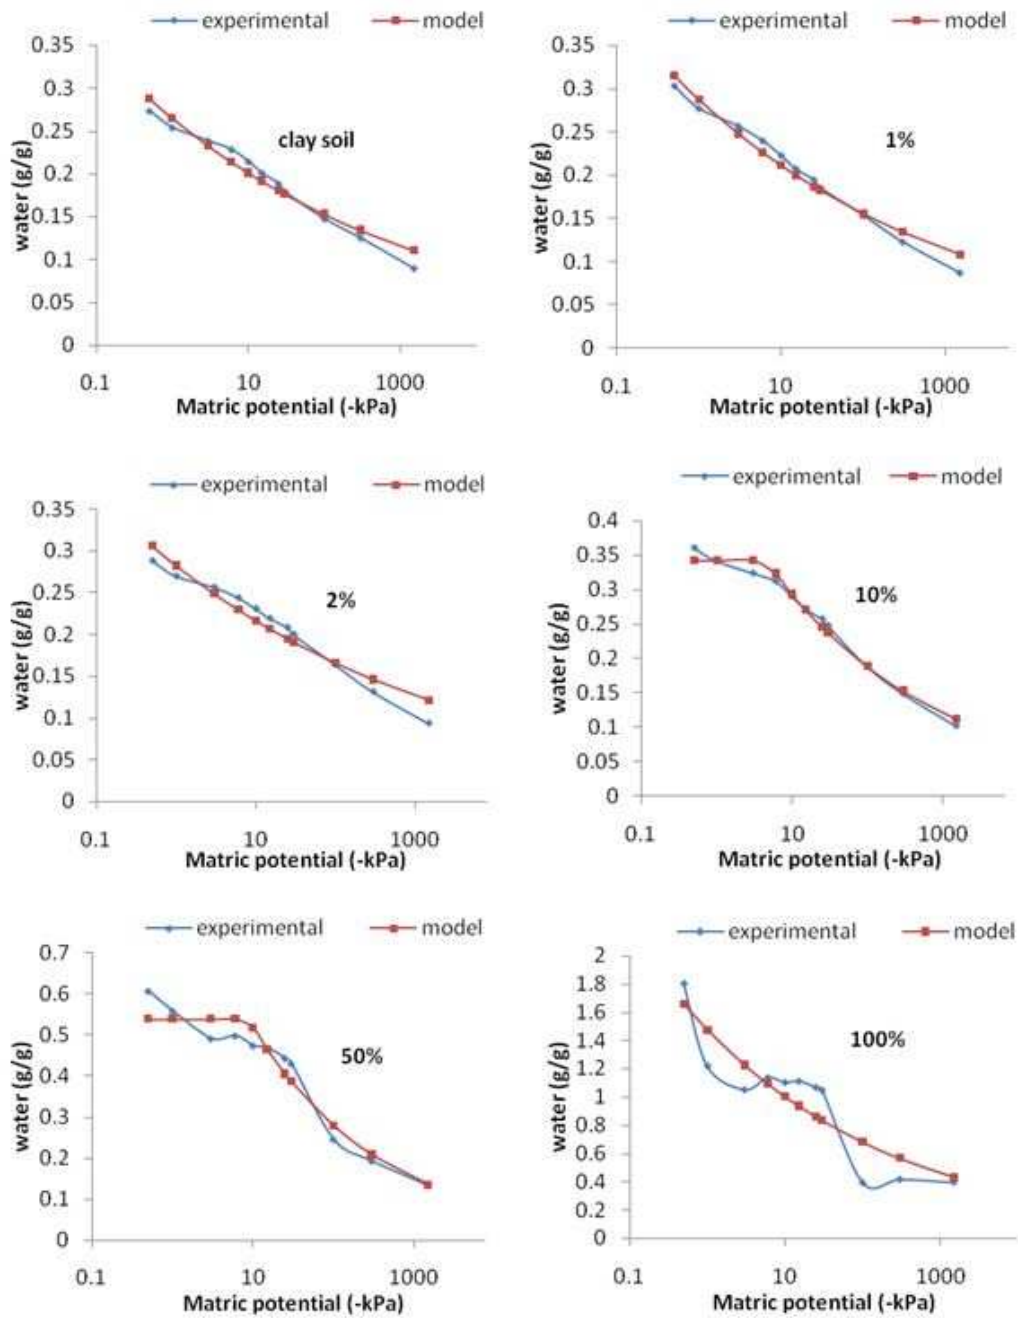 experimental model
0.35
0.3
0.25
0.2
0.15
0.1
0.05
0
water (g/g)
clay soil
0.1 10 1000
Matric potential (-kPa)
experimental model
0.35
0.3
0.25
0.2
0.15
0.1
0.05
0
water (g/g)
1%
0.1 10 1000
Matric potential (-kPa)
experimental model
0.35
0.3
0.25
0.2
0.15
0.1
0.05
0
water (g/g)
2%
0.1 10 1000
Matric potential (-kPa)
experimental model
0.4
0.35
0.3
0.25
0.2
0.15
0.1
0.05
0
water (g/g)
10%
0.1 10 1000
Matric potential (-kPa)
experimental model
0.7
0.6
0.5
0.4
0.3
0.2
0.1
0
water (g/g)
50%
0.1 10 1000
Matric potential (-kPa)
experimental model
2
1.8
1.6
1.4
1.2
1
0.8
0.6
0.4
0.2
0
water (g/g)
100%
0.1 10 1000
Matric potential (-kPa)